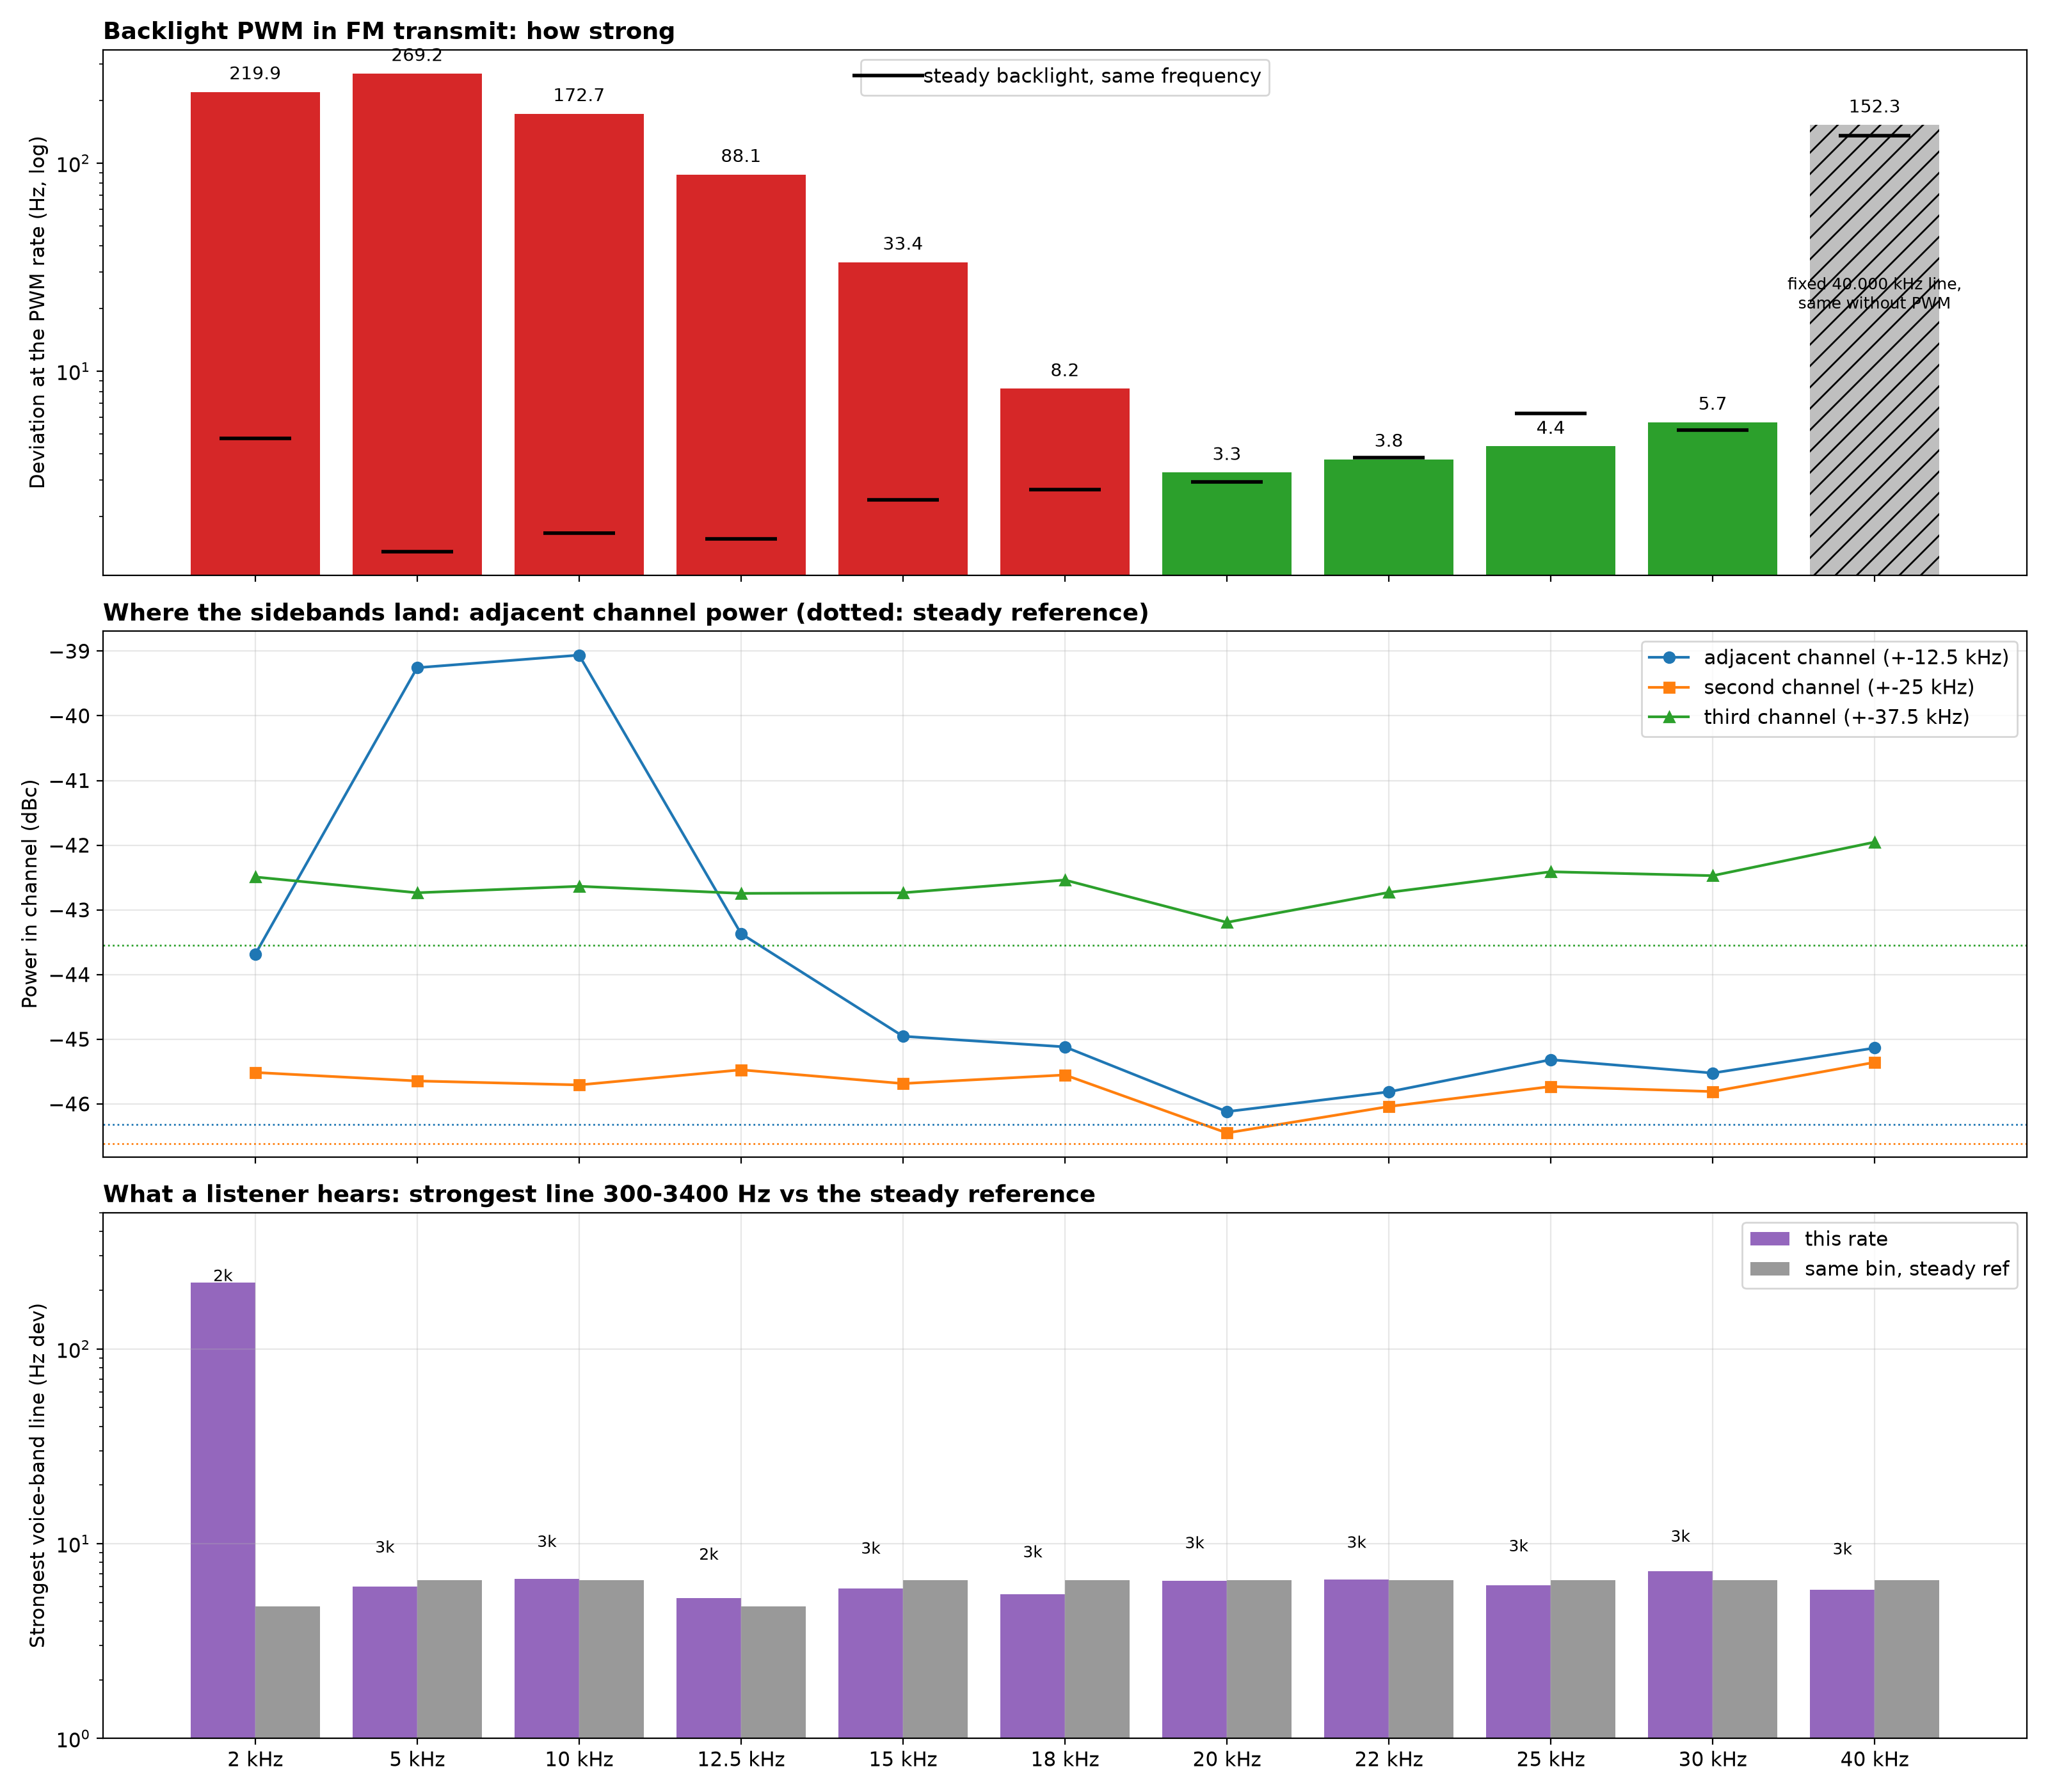 Backlight PWM in FM transmit: how strong
Deviation at the PWM rate (Hz, log)
10²
10¹
steady backlight, same frequency
219.9
269.2
172.7
88.1
33.4
8.2
3.3
3.8
4.4
5.7
152.3
fixed 40.000 kHz line,
same without PWM
Where the sidebands land: adjacent channel power (dotted: steady reference)
Power in channel (dBc)
−39
−40
−41
−42
−43
−44
−45
−46
adjacent channel (+-12.5 kHz)
second channel (+-25 kHz)
third channel (+-37.5 kHz)
What a listener hears: strongest line 300-3400 Hz vs the steady reference
Strongest voice-band line (Hz dev)
10²
10¹
10⁰
this rate
same bin, steady ref
2k
3k
3k
2k
3k
3k
3k
3k
3k
3k
3k
2 kHz
5 kHz
10 kHz
12.5 kHz
15 kHz
18 kHz
20 kHz
22 kHz
25 kHz
30 kHz
40 kHz